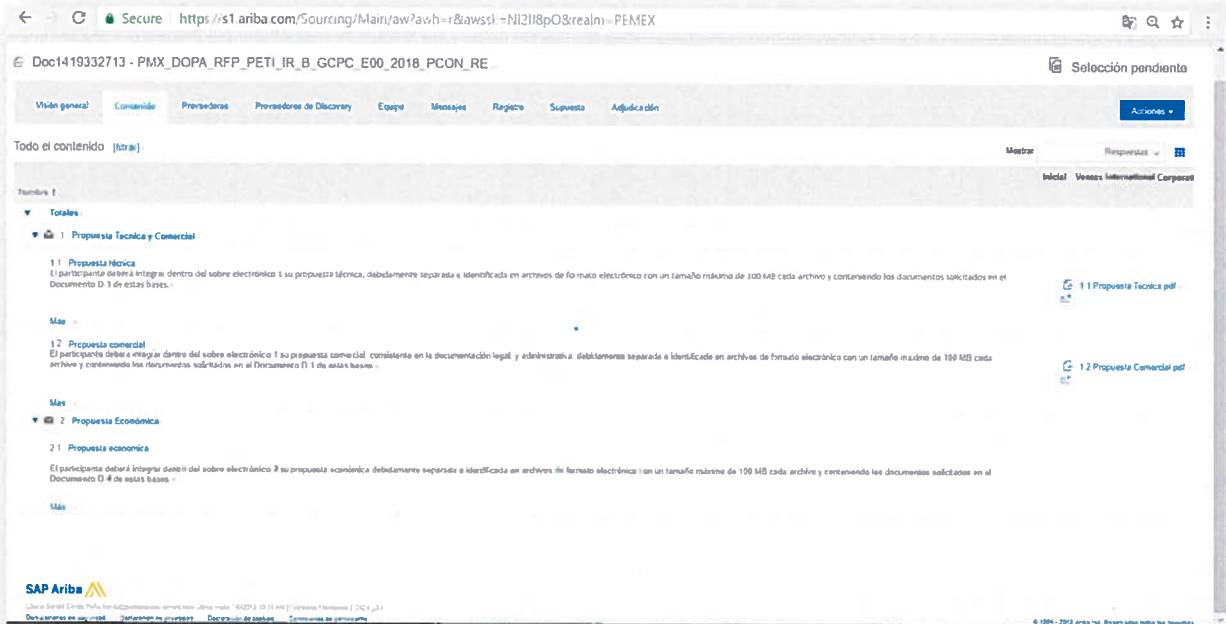 Secure https://s1.ariba.com/Sourcing/Main/aw?awh=r&awssk=NI2II8pO&realm=PEMEX
Doc1419332713 - PMX_DOPA_RFP_PETI_IR_B_GCPC_E00_2018_PCON_RE
Selección pendiente
Visión general Contenido Proveedores Proveedores de Discovery Equipo Mensajes Registro Supuesto Adjudicación
Acciones
Todo el contenido [filtrar]
Mostrar Respuestas
Inicial Ventas International Corporat
Nombre ↑
Totales
1 Propuesta Tecnica y Comercial
1 1 Propuesta técnica
El participante deberá integrar dentro del sobre electrónico 1 su propuesta técnica, debidamente separada e identificada en archivos de formato electrónico con un tamaño máximo de 100 MB cada archivo y conteniendo los documentos solicitados en el
Documento D-1 de estas bases.
1 1 Propuesta Tecnica pdf
Mas
1 2 Propuesta comercial
El participante deberá integrar dentro del sobre electrónico 1 su propuesta comercial consistente en la documentación legal y administrativa debidamente separada e identificada en archivos de formato electrónico con un tamaño máximo de 100 MB cada
archivo y conteniendo los documentos solicitados en el Documento D 1 de estas bases
1 2 Propuesta Comercial pdf
Mas
2 Propuesta Económica
2 1 Propuesta economica
El participante deberá integrar dentro del sobre electrónico 2 su propuesta económica debidamente separada e identificada en archivos de formato electrónico con un tamaño máximo de 100 MB cada archivo y conteniendo los documentos solicitados en el
Documento D 4 de estas bases
Más
SAP Ariba